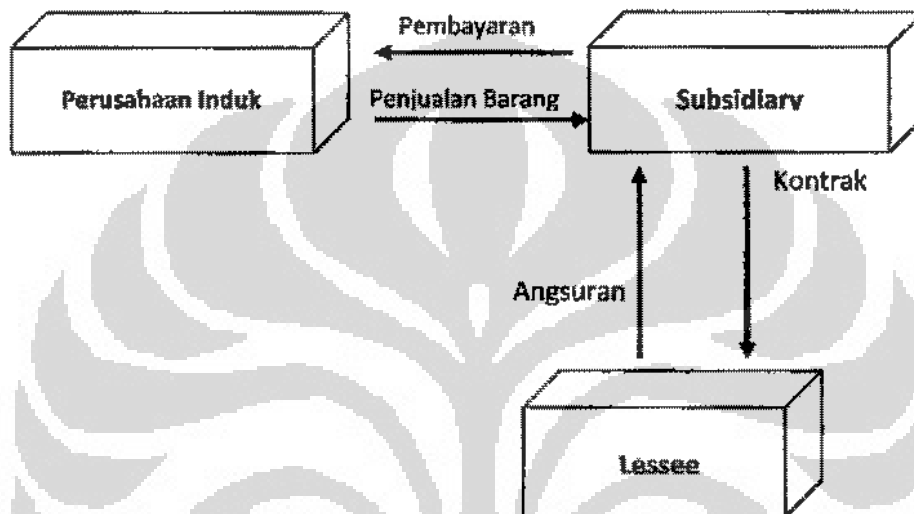 Pembayaran
Perusahaan Induk
Penjualan Barang
Subsidiary
Kontrak
Angsuran
Lessee